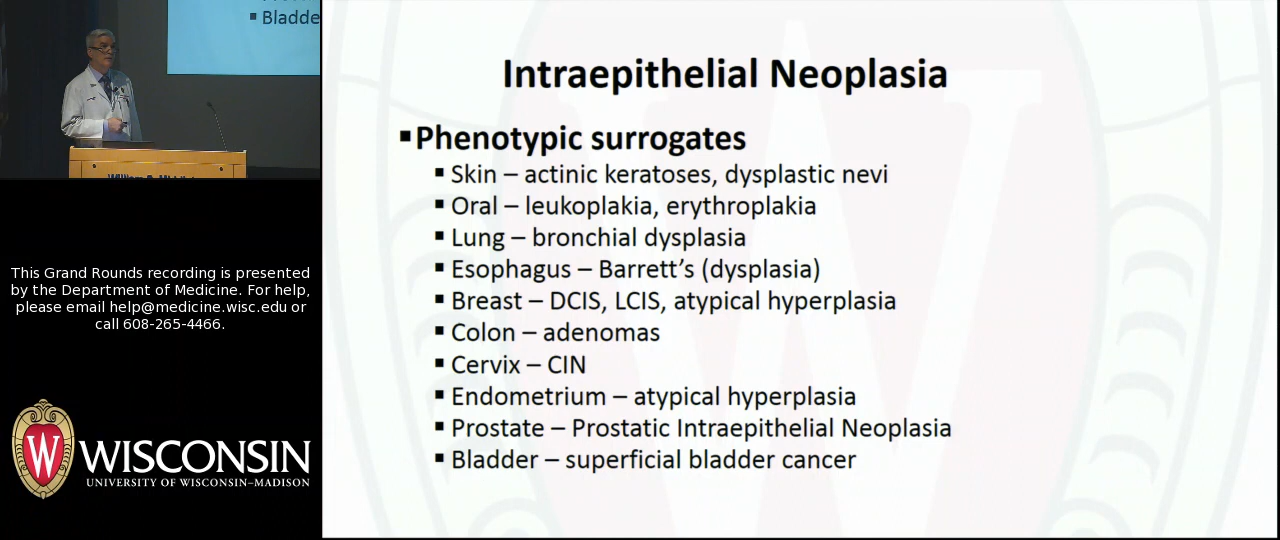 ▪ Bladde
This Grand Rounds recording is presented
by the Department of Medicine. For help,
please email help@medicine.wisc.edu or
call 608-265-4466.
W WISCONSIN
UNIVERSITY OF WISCONSIN–MADISON
Intraepithelial Neoplasia
▪ Phenotypic surrogates
▪ Skin – actinic keratoses, dysplastic nevi
▪ Oral – leukoplakia, erythroplakia
▪ Lung – bronchial dysplasia
▪ Esophagus – Barrett’s (dysplasia)
▪ Breast – DCIS, LCIS, atypical hyperplasia
▪ Colon – adenomas
▪ Cervix – CIN
▪ Endometrium – atypical hyperplasia
▪ Prostate – Prostatic Intraepithelial Neoplasia
▪ Bladder – superficial bladder cancer